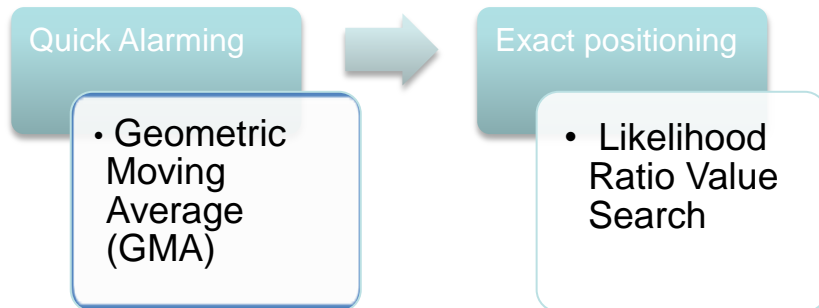 Quick Alarming
• Geometric
Moving
Average
(GMA)
Exact positioning
• Likelihood
Ratio Value
Search